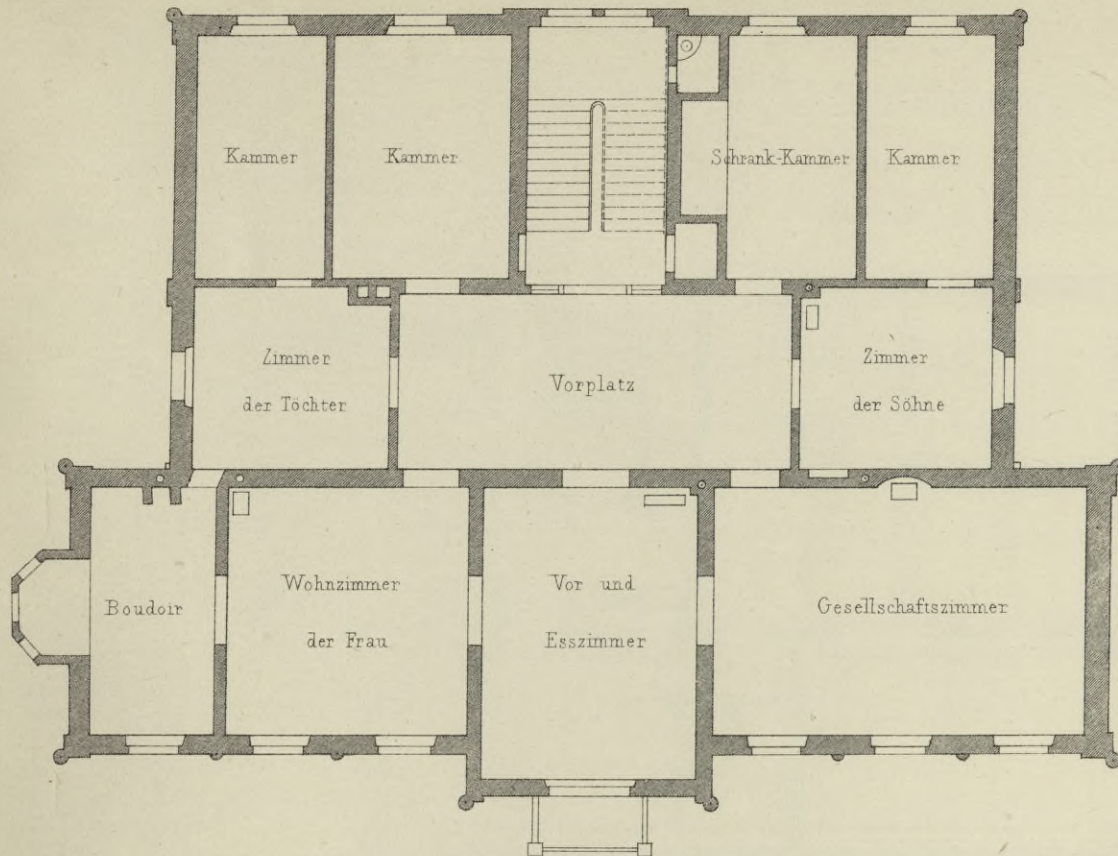 Kammer
Kammer
Schrank-Kammer
Kammer
Zimmer
der Töchter
Vorplatz
Zimmer
der Söhne
Boudoir
Wohnzimmer
der Frau
Vor und
Esszimmer
Gesellschaftszimmer